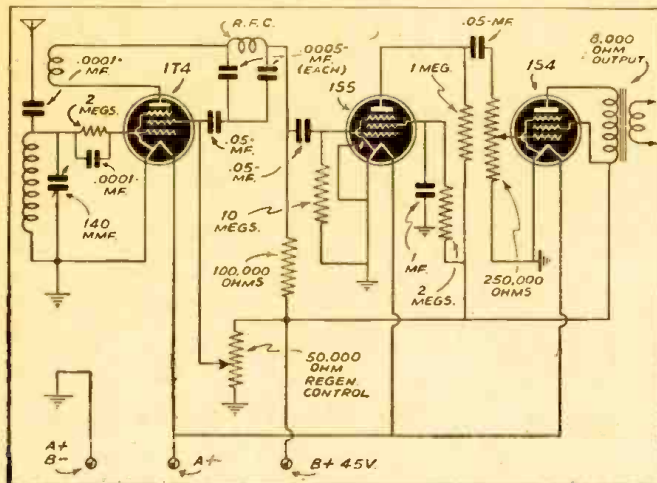 R.F.C.
.0001-
MF.
1T4
.0005-
MF.
(EACH)
.05-MF.
8,000
OHM
OUTPUT
1S5
1 MEG.
1S4
2
MEGS.
.05-
MF.
.0001-
MF.
.05-
MF.
140
MMF.
10
MEGS.
1
MF.
2
MEGS.
250,000
OHMS
100,000
OHMS
50,000
OHM
REGEN.
CONTROL
A+
B-
A+
B+ 45V.